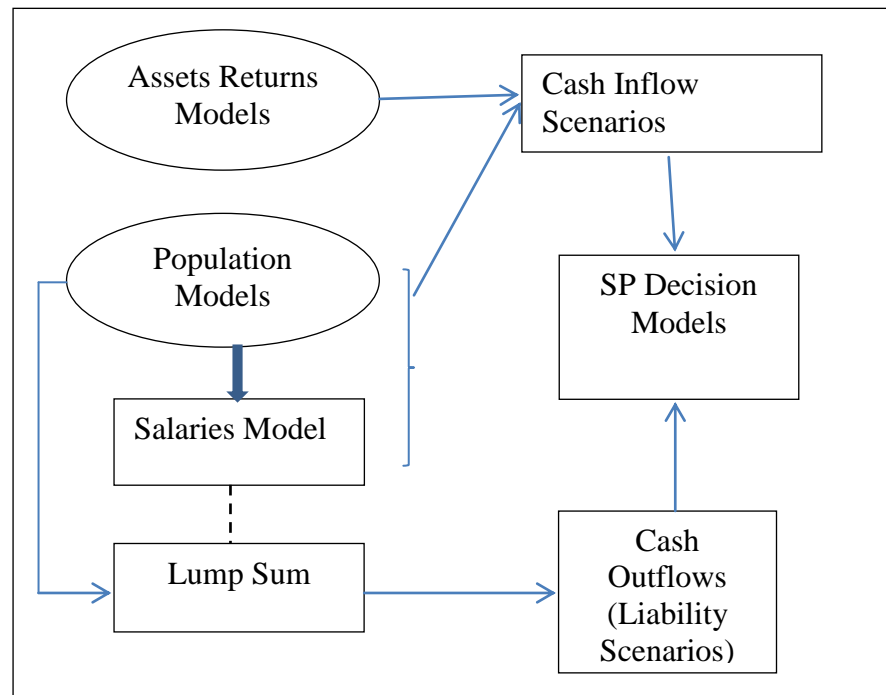 Assets Returns
Models
Cash Inflow
Scenarios
Population
Models
SP Decision
Models
Salaries Model
Lump Sum
Cash
Outflows
(Liability
Scenarios)